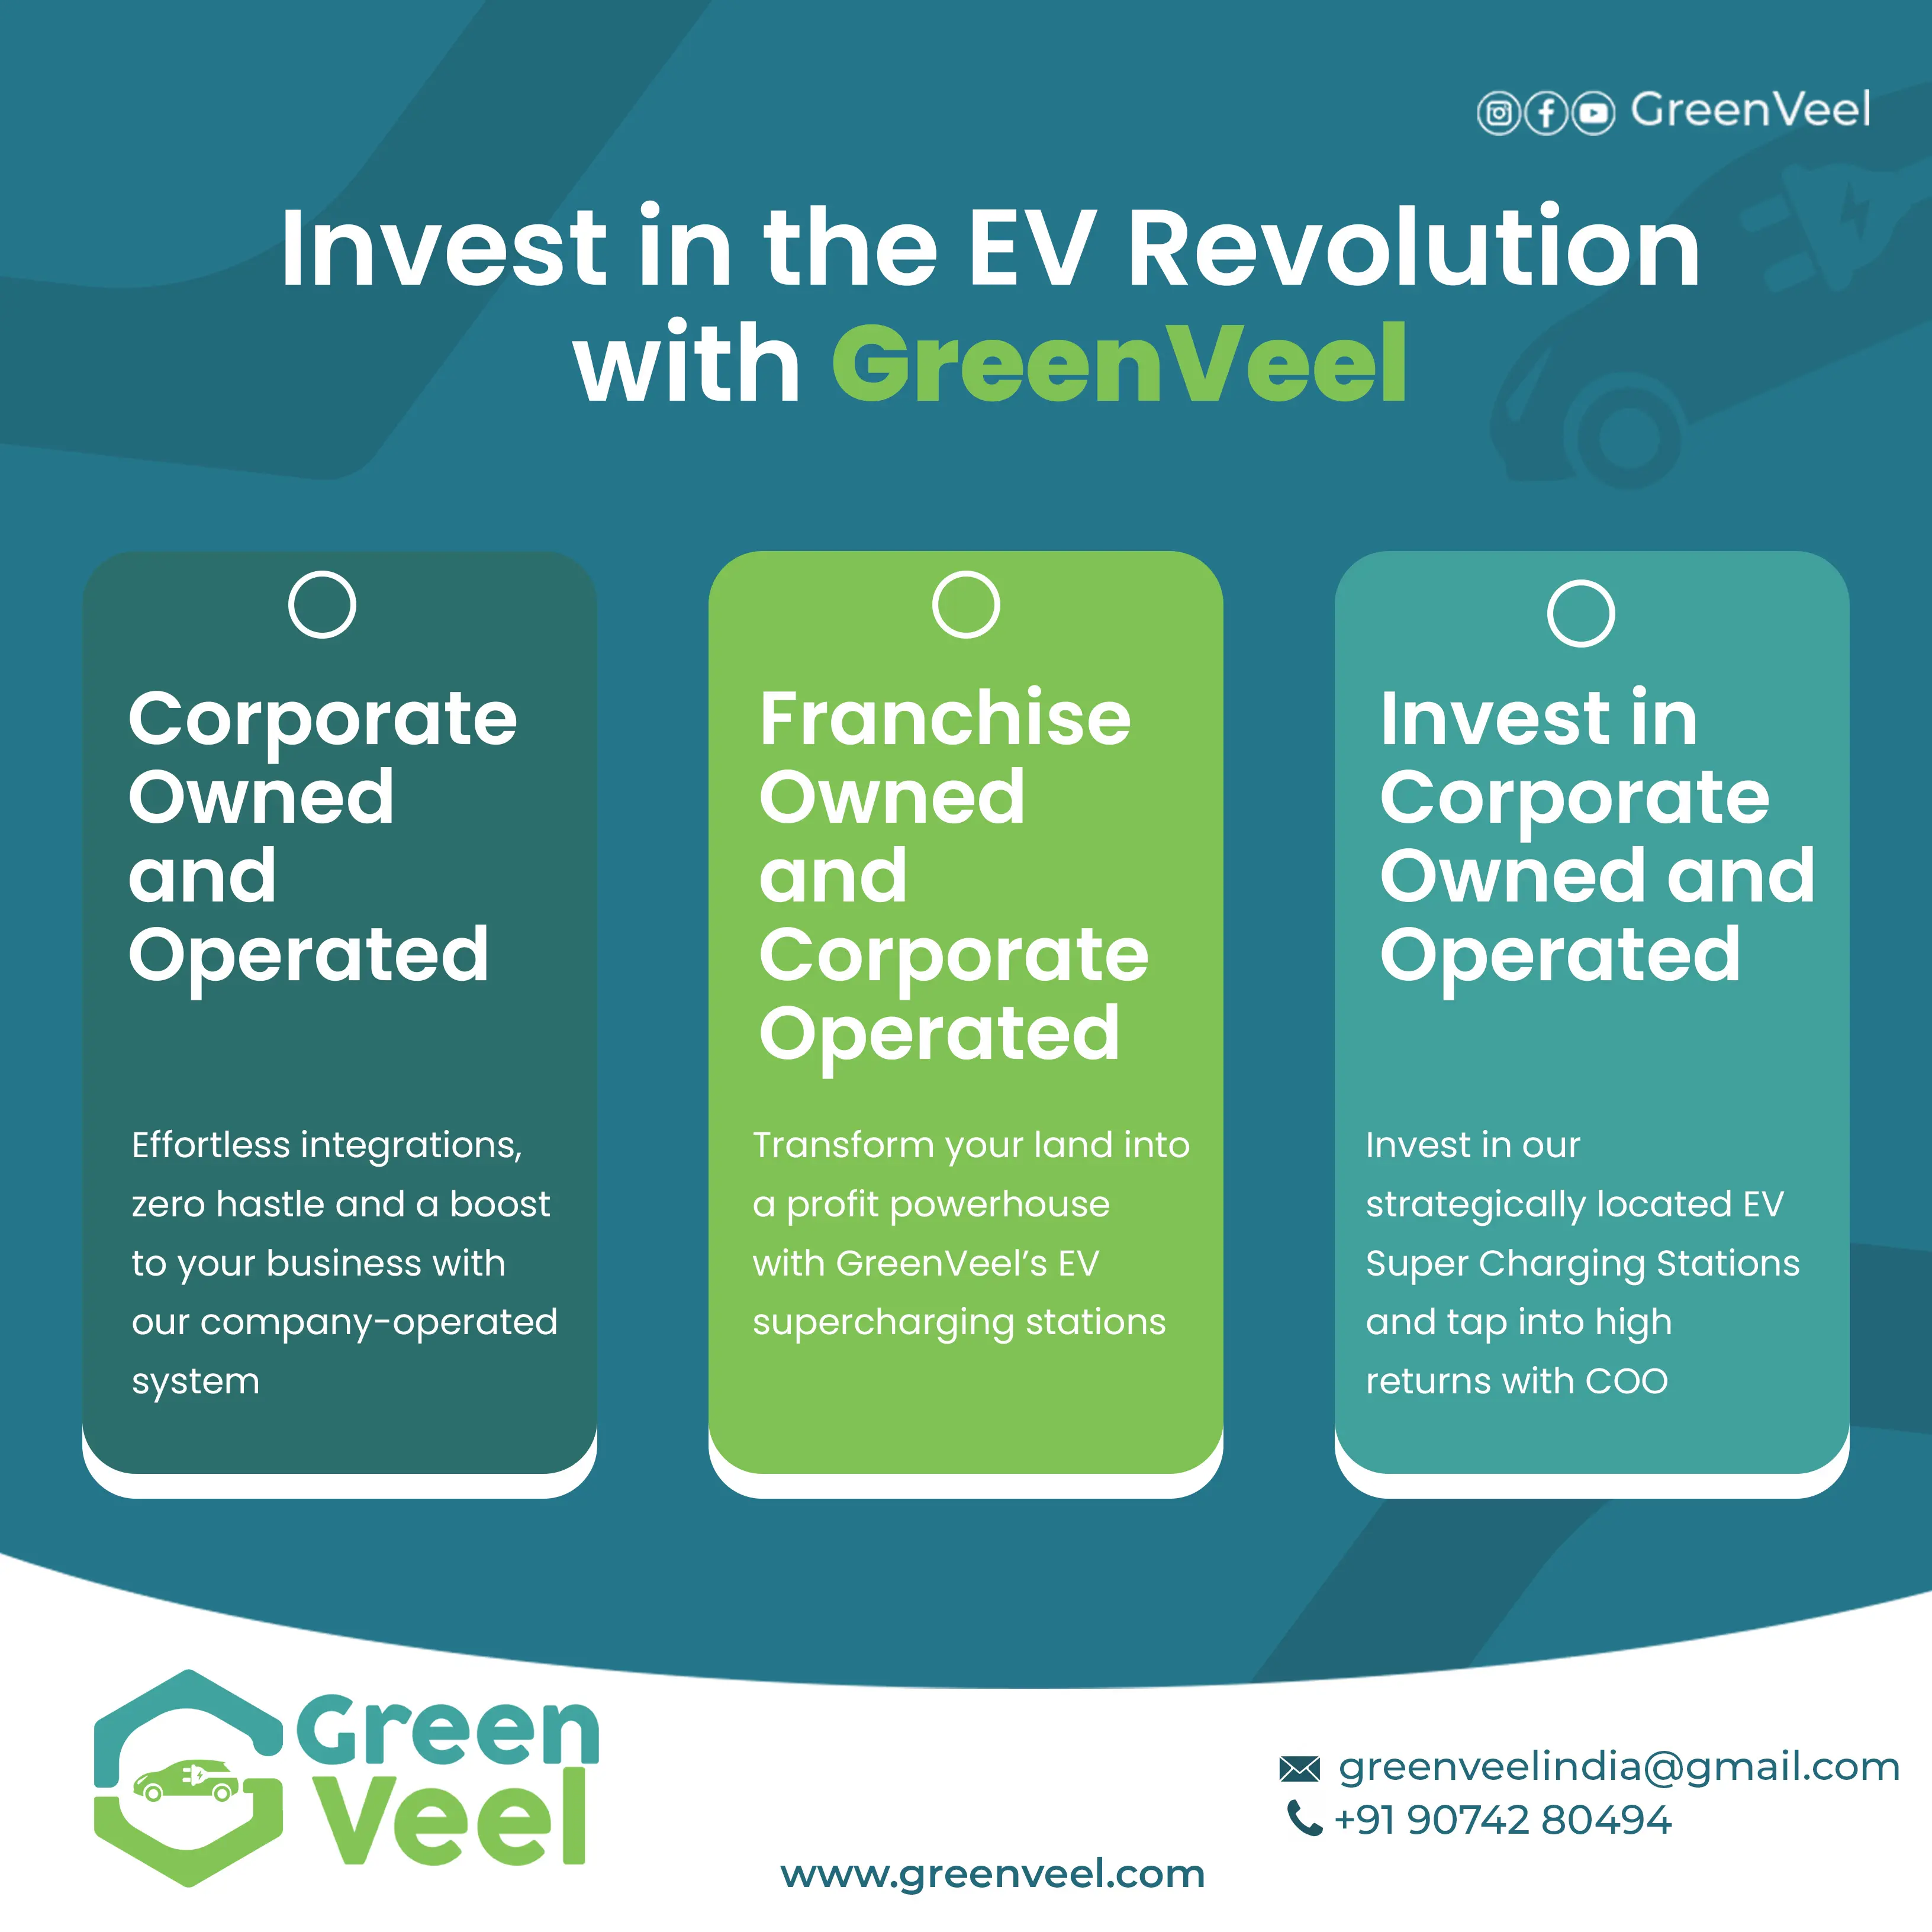 GreenVeel
Invest in the EV Revolution
with GreenVeel
Corporate
Owned
and
Operated
Effortless integrations,
zero hastle and a boost
to your business with
our company-operated
system
Franchise
Owned
and
Corporate
Operated
Transform your land into
a profit powerhouse
with GreenVeel’s EV
supercharging stations
Invest in
Corporate
Owned and
Operated
Invest in our
strategically located EV
Super Charging Stations
and tap into high
returns with COO
Green
Veel
greenveelindia@gmail.com
+91 90742 80494
www.greenveel.com